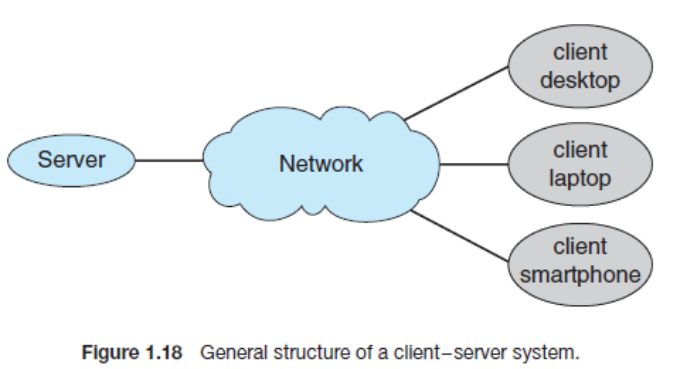 client
desktop
Server
Network
client
laptop
client
smartphone
Figure 1.18 General structure of a client–server system.